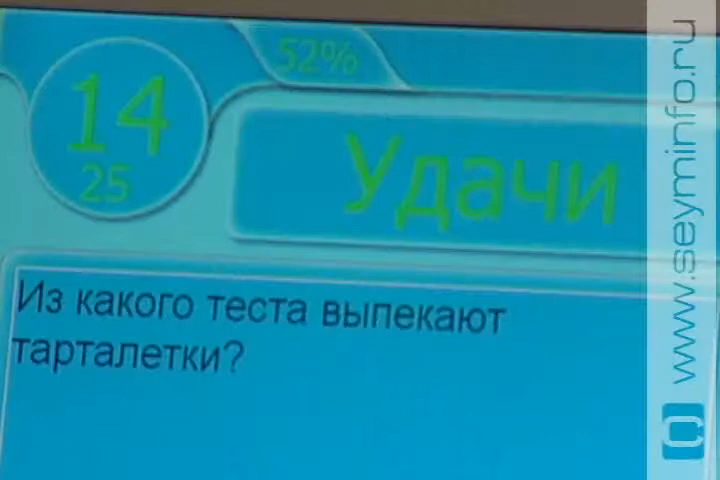 52%
14
25
Удачи
Из какого теста выпекают
тарталетки?
www.seyminfo.ru